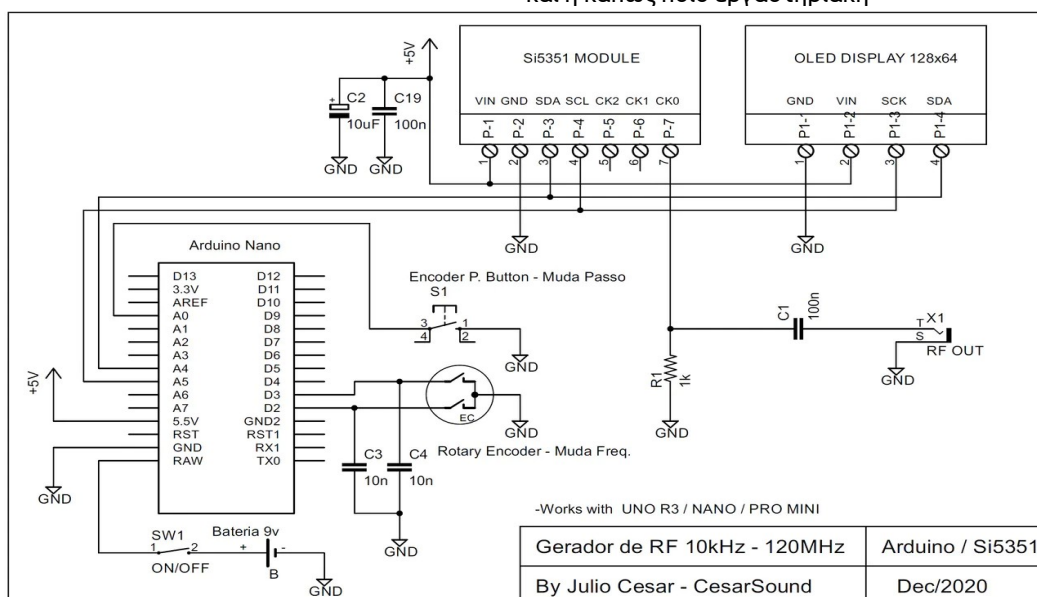 και η κάπως ποιο εργαστηριακή
+5V
C2
10uF
C19
100n
GND
GND
Si5351 MODULE
VIN GND SDA SCL CK2 CK1 CK0
P-1 P-2 P-3 P-4 P-5 P-6 P-7
1 2 3 4 5 6 7
OLED DISPLAY 128x64
GND VIN SCK SDA
P1-1 P1-2 P1-3 P1-4
1 2 3 4
GND
GND
Arduino Nano
D13 D12
3.3V D11
AREF D10
A0 D9
A1 D8
A2 D7
A3 D6
A4 D5
A5 D4
A6 D3
A7 D2
5.5V GND2
RST RST1
GND RX1
RAW TX0
+5V
GND
Encoder P. Button - Muda Passo
S1
3 1
4 2
GND
EC
GND
Rotary Encoder - Muda Freq.
C3
10n
C4
10n
GND
R1
1k
GND
C1
100n
X1
T
S
RF OUT
GND
SW1
1 2
ON/OFF
Bateria 9v
+ -
B
GND
-Works with UNO R3 / NANO / PRO MINI
Gerador de RF 10kHz - 120MHz
Arduino / Si5351
By Julio Cesar - CesarSound
Dec/2020